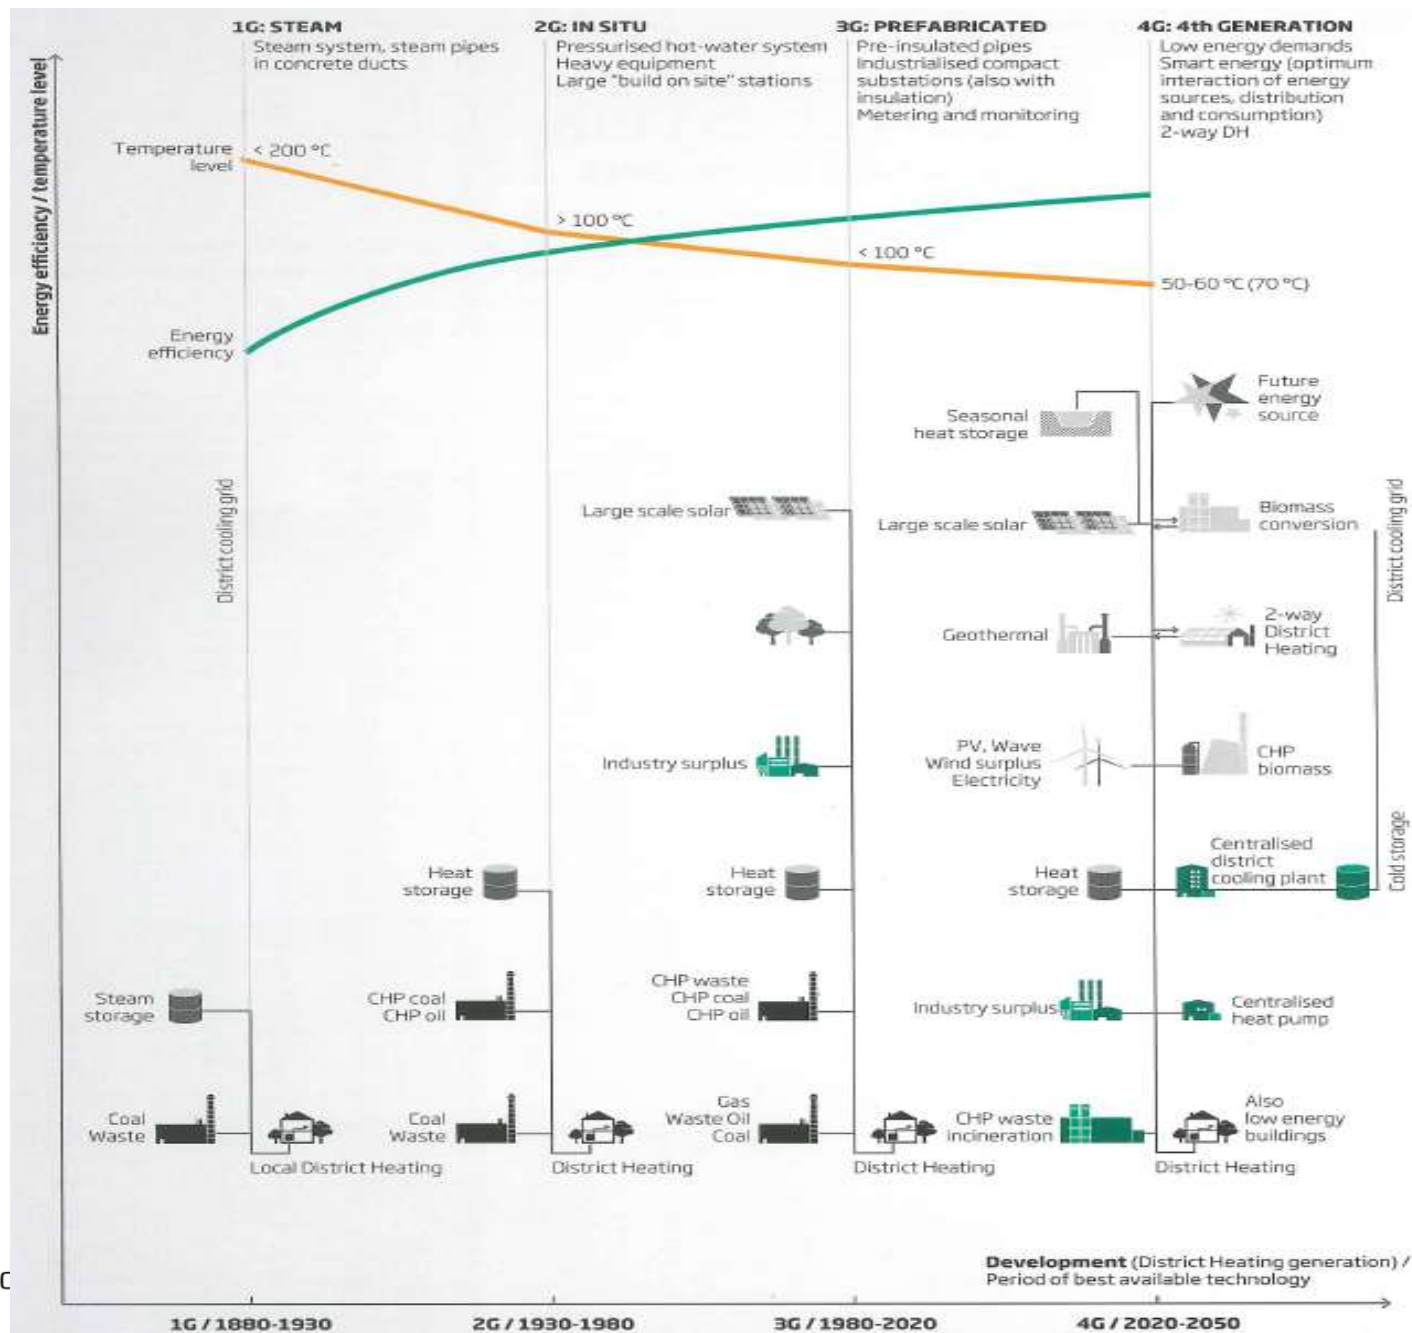 1G: STEAM
Steam system, steam pipes
in concrete ducts
2G: IN SITU
Pressurised hot-water system
Heavy equipment
Large "build on site" stations
3G: PREFABRICATED
Pre-insulated pipes
Industrialised compact
substations (also with
insulation)
Metering and monitoring
4G: 4th GENERATION
Low energy demands
Smart energy (optimum
interaction of energy
sources, distribution
and consumption)
2-way DH
Energy efficiency / temperature level
Temperature
level
< 200 °C
> 100 °C
< 100 °C
50-60 °C (70 °C)
Energy
efficiency
District cooling grid
Steam
storage
Coal
Waste
Local District Heating
Heat
storage
CHP coal
CHP oil
Coal
Waste
District Heating
Large scale solar
Industry surplus
Heat
storage
CHP waste
CHP coal
CHP oil
Gas
Waste Oil
Coal
District Heating
Seasonal
heat storage
Large scale solar
Geothermal
PV, Wave
Wind surplus
Electricity
Heat
storage
Industry surplus
CHP waste
incineration
Future
energy
source
Biomass
conversion
2-way
District
Heating
CHP
biomass
Centralised
district
cooling plant
Centralised
heat pump
Also
low energy
buildings
District Heating
District cooling grid
Cold storage
Development (District Heating generation) /
Period of best available technology
1G / 1880-1930
2G / 1930-1980
3G / 1980-2020
4G / 2020-2050